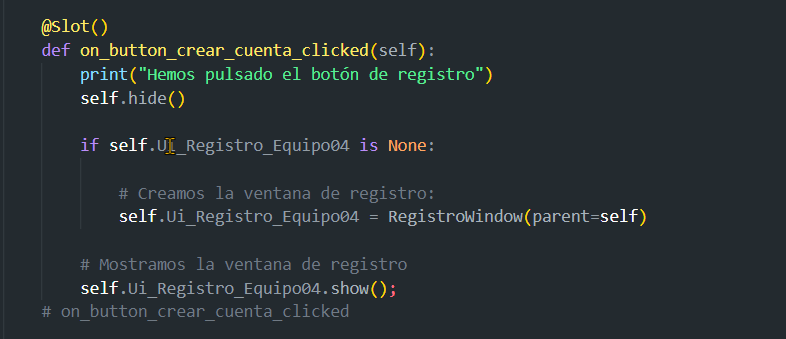 @Slot()
def on_button_crear_cuenta_clicked(self):
print("Hemos pulsado el botón de registro")
self.hide()
if self.Ui_Registro_Equipo04 is None:
# Creamos la ventana de registro:
self.Ui_Registro_Equipo04 = RegistroWindow(parent=self)
# Mostramos la ventana de registro
self.Ui_Registro_Equipo04.show();
# on_button_crear_cuenta_clicked